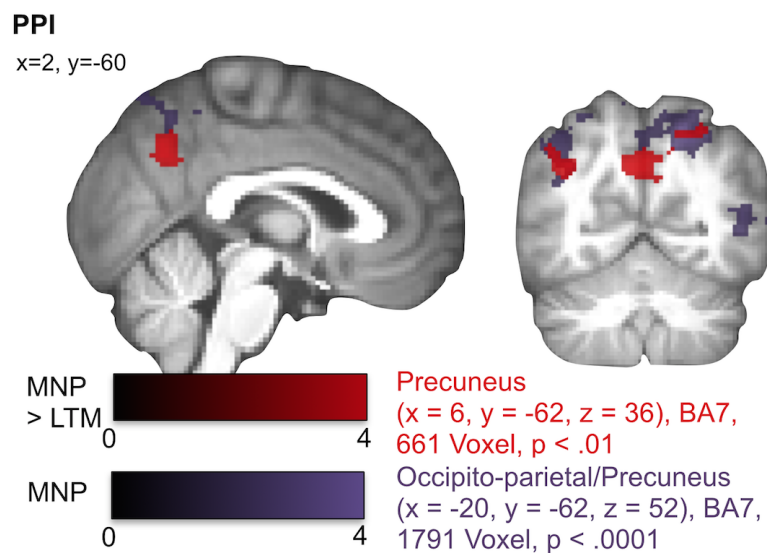 PPI
x=2, y=-60
MNP
> LTM
0
4
Precuneus
(x = 6, y = -62, z = 36), BA7,
661 Voxel, p < .01
MNP
0
4
Occipito-parietal/Precuneus
(x = -20, y = -62, z = 52), BA7,
1791 Voxel, p < .0001